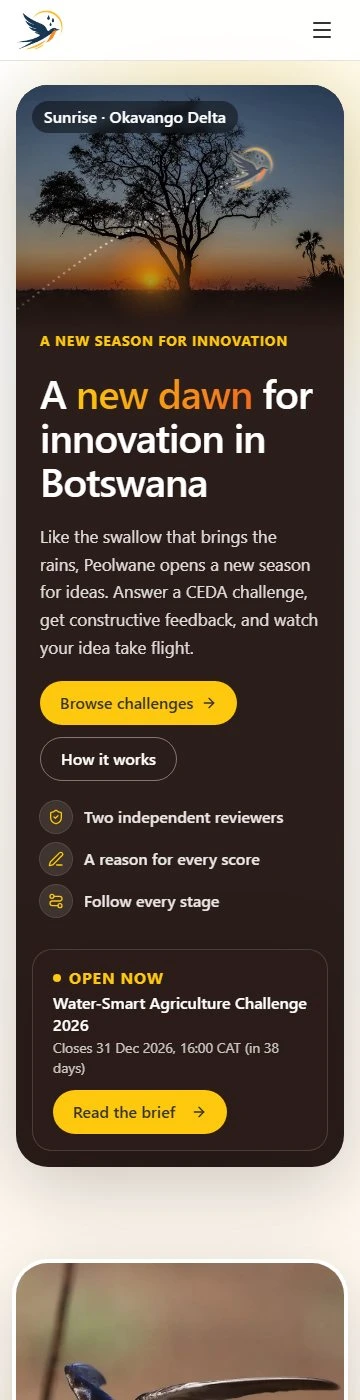 Sunrise · Okavango Delta
A NEW SEASON FOR INNOVATION
A new dawn for
innovation in
Botswana
Like the swallow that brings the
rains, Peolwane opens a new season
for ideas. Answer a CEDA challenge,
get constructive feedback, and watch
your idea take flight.
Browse challenges →
How it works
Two independent reviewers
A reason for every score
Follow every stage
OPEN NOW
Water-Smart Agriculture Challenge
2026
Closes 31 Dec 2026, 16:00 CAT (in 38
days)
Read the brief →